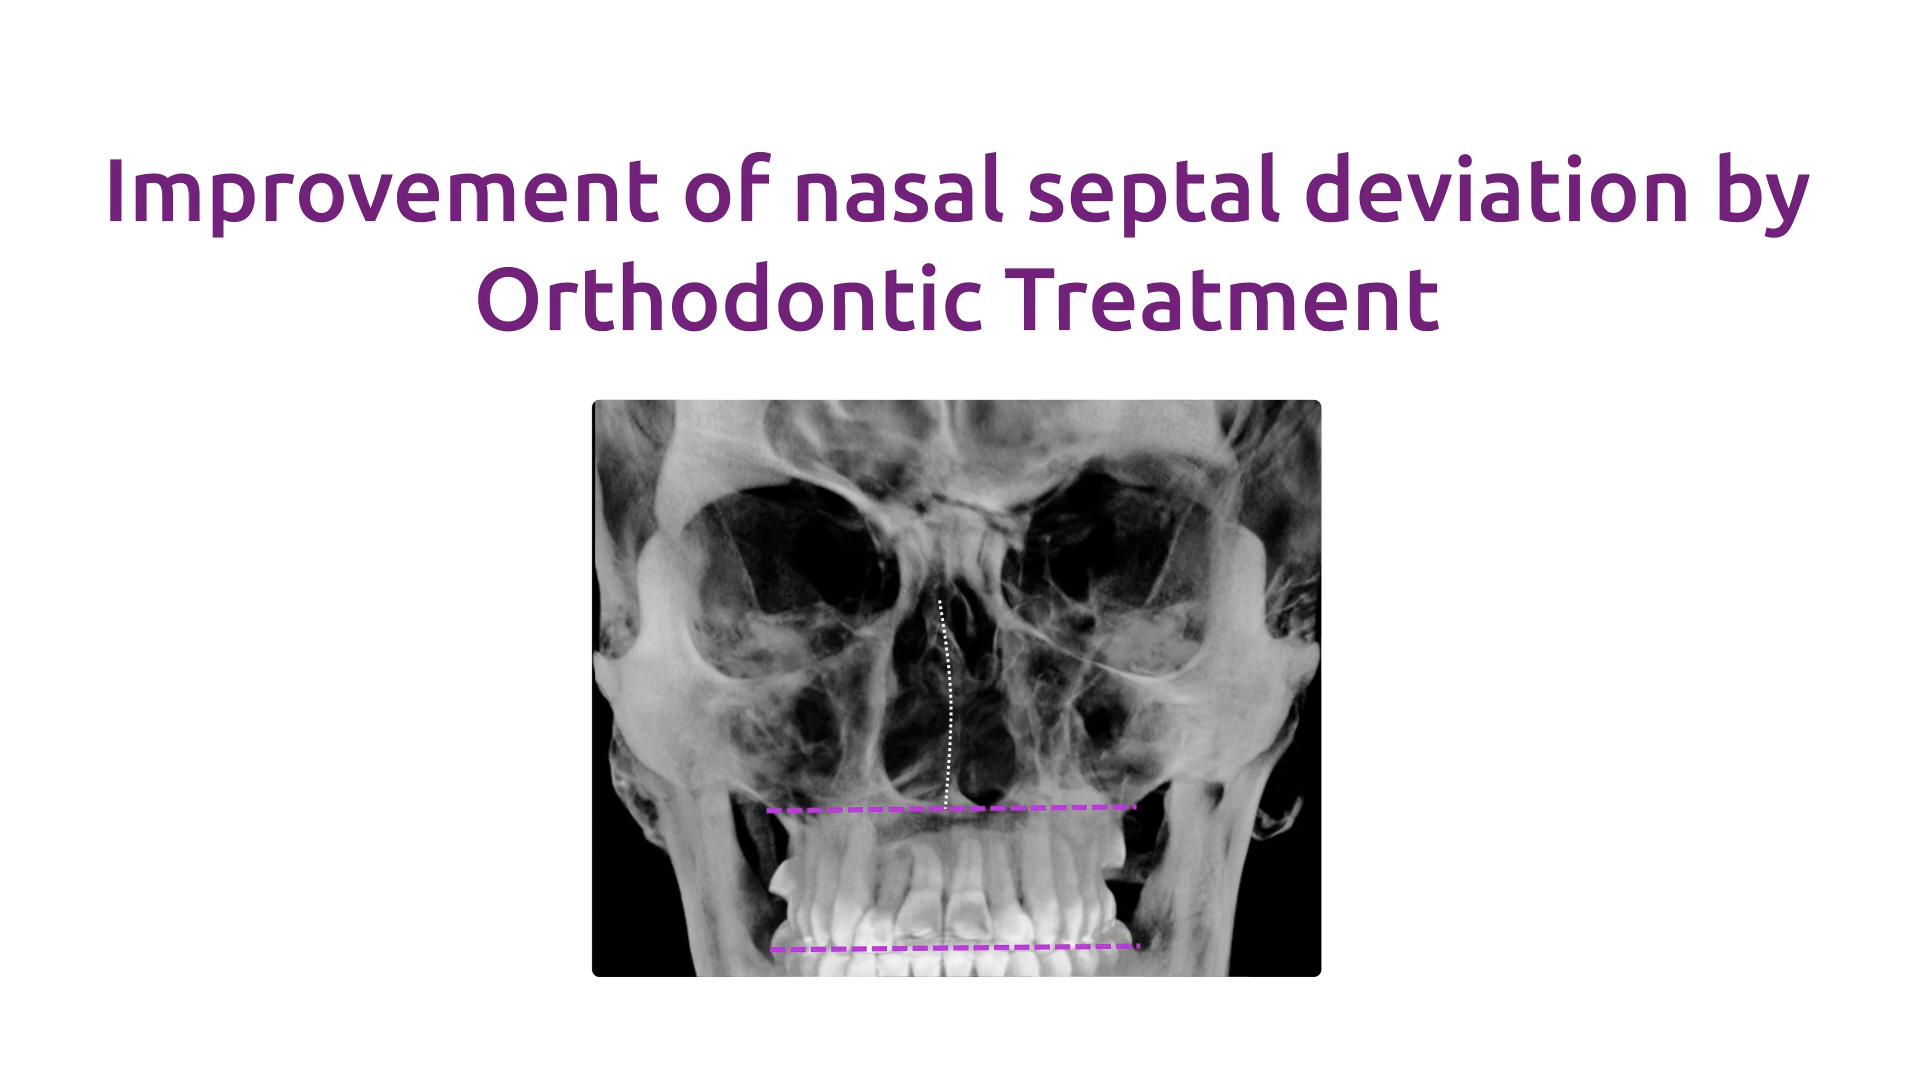 Improvement of nasal septal deviation by
Orthodontic Treatment